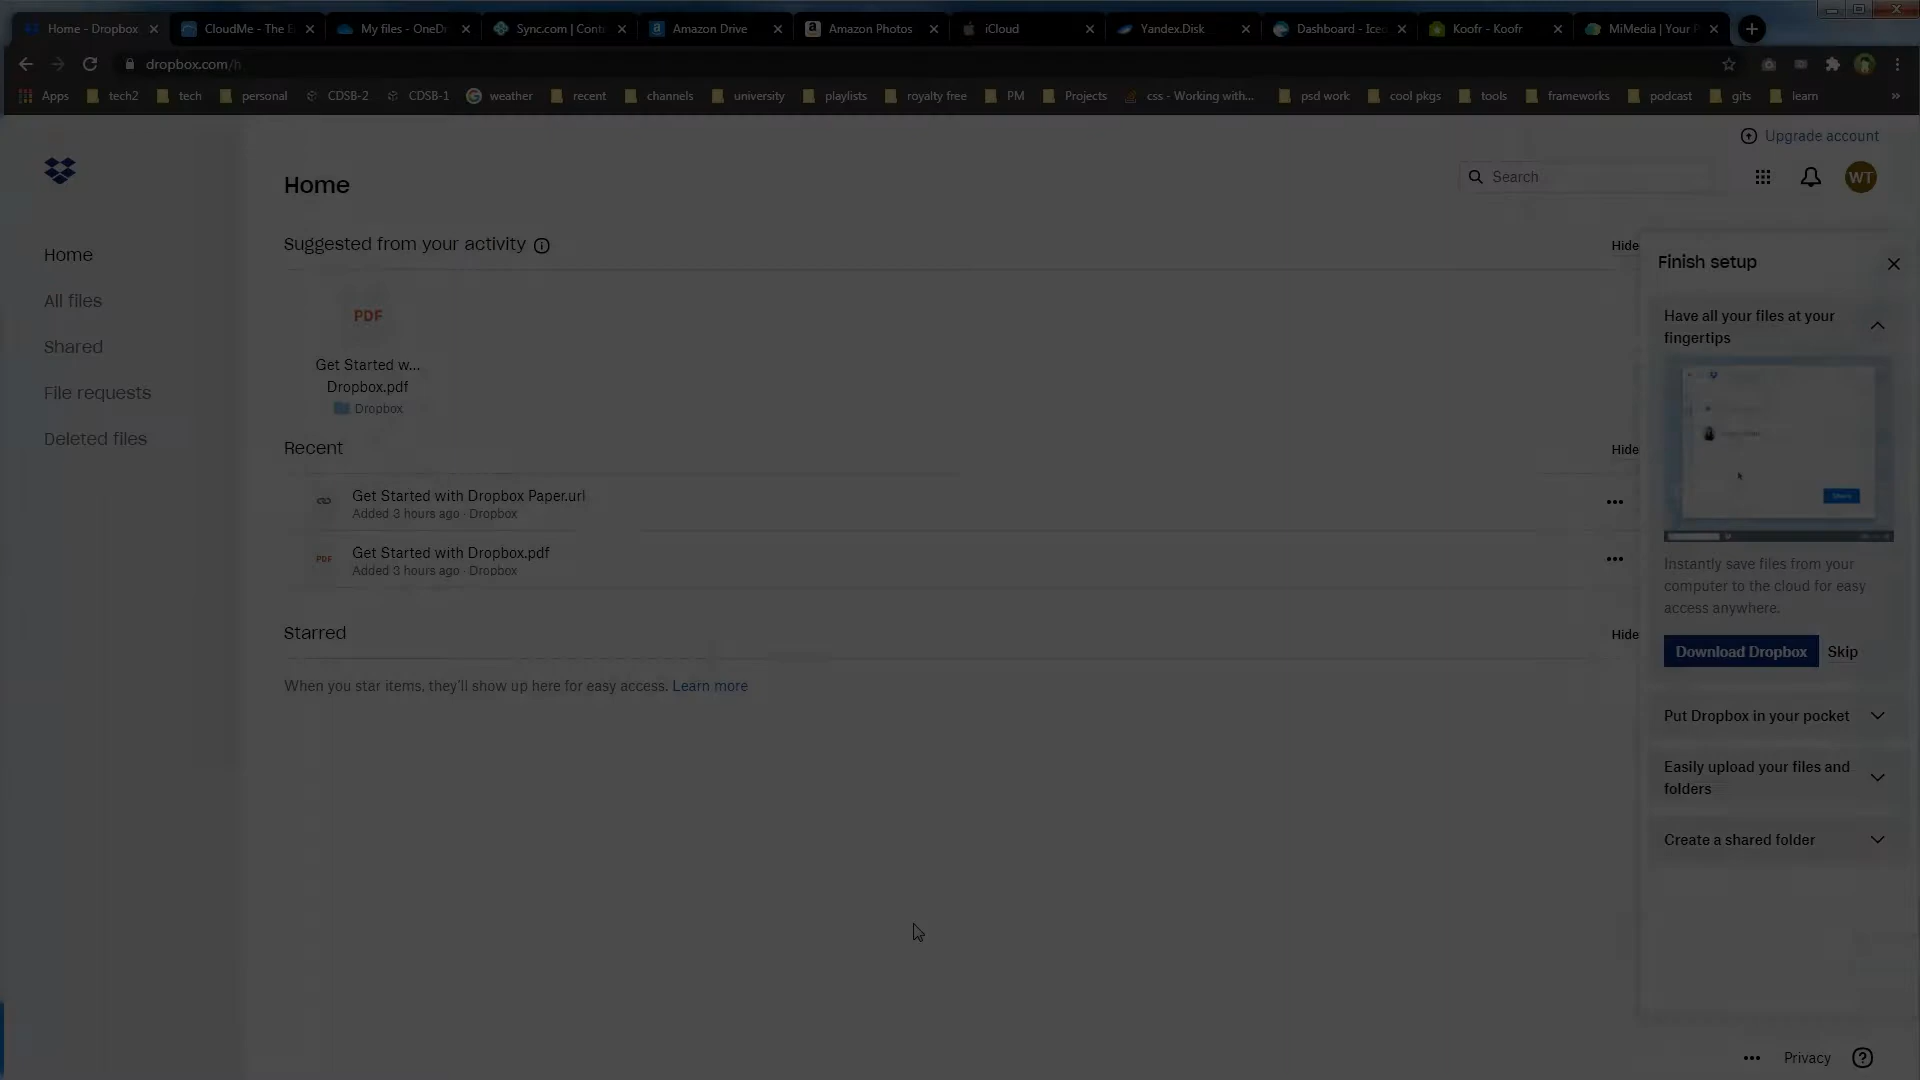 Home - Dropbox
CloudMe - The E
My files - OneDr
Sync.com | Cont
Amazon Drive
Amazon Photos
iCloud
Yandex.Disk
Dashboard - Iced
Koofr - Koofr
MiMedia | Your P
dropbox.com/h
Apps
tech2
tech
personal
CDSB-2
CDSB-1
weather
recent
channels
university
playlists
royalty free
PM
Projects
css - Working with...
psd work
cool pkgs
tools
frameworks
podcast
gits
learn
»
Upgrade account
Home
Search
WT
Home
All files
Shared
File requests
Deleted files
Suggested from your activity
Hide
PDF
Get Started w...
Dropbox.pdf
Dropbox
Recent
Hide
Get Started with Dropbox Paper.url
Added 3 hours ago · Dropbox
PDF
Get Started with Dropbox.pdf
Added 3 hours ago · Dropbox
Starred
Hide
When you star items, they'll show up here for easy access. Learn more
Finish setup
Have all your files at your
fingertips
Instantly save files from your
computer to the cloud for easy
access anywhere.
Download Dropbox
Skip
Put Dropbox in your pocket
Easily upload your files and
folders
Create a shared folder
Privacy